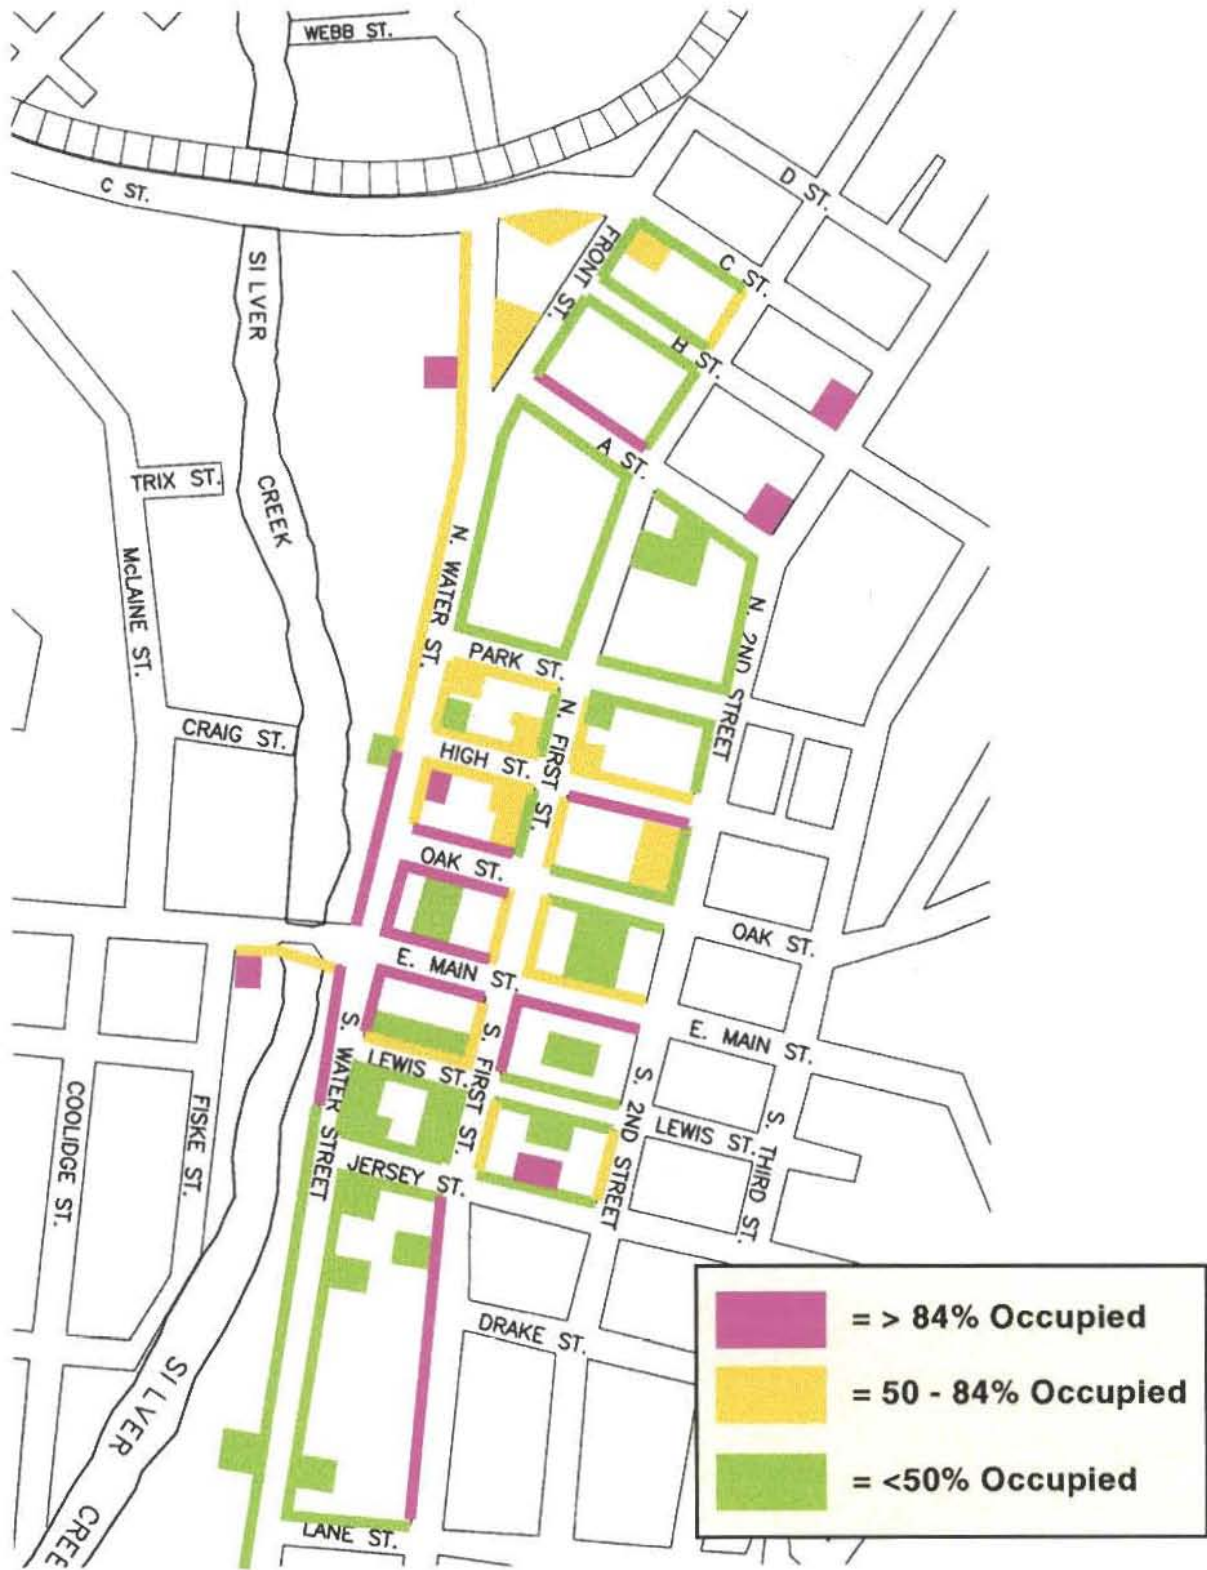 WEBB ST.
C ST.
D ST.
SILVER
FRONT ST.
C ST.
B ST.
A ST.
TRIX ST.
CREEK
McLAINE ST.
N. WATER ST.
PARK ST.
N. 2ND STREET
CRAIG ST.
N. FIRST ST.
HIGH ST.
OAK ST.
OAK ST.
E. MAIN ST.
E. MAIN ST.
S. WATER STREET
S. FIRST ST.
LEWIS ST.
S. 2ND STREET
LEWIS ST.
S. THIRD ST.
COOLIDGE ST.
FISKE ST.
JERSEY ST.
DRAKE ST.
SILVER
CREE
LANE ST.
= > 84% Occupied
= 50 - 84% Occupied
= <50% Occupied